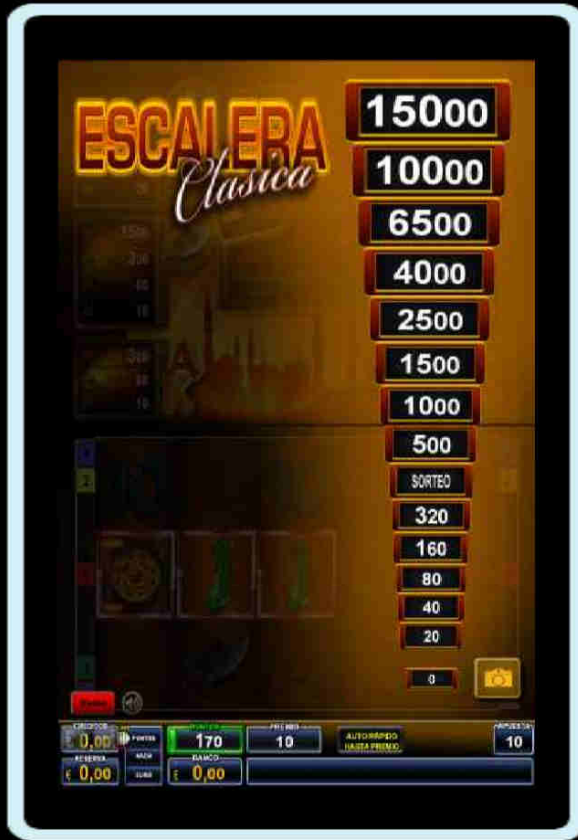 ESCALERA
Clasica
15000
10000
6500
4000
2500
1500
1000
500
SORTEO
320
160
80
40
20
0
PREMIO
APUESTA
€ 0,00
PUNTOS
170
10
AUTO RÁPIDO
HASTA PREMIO
10
RESERVA
BANCO
€ 0,00
€ 0,00